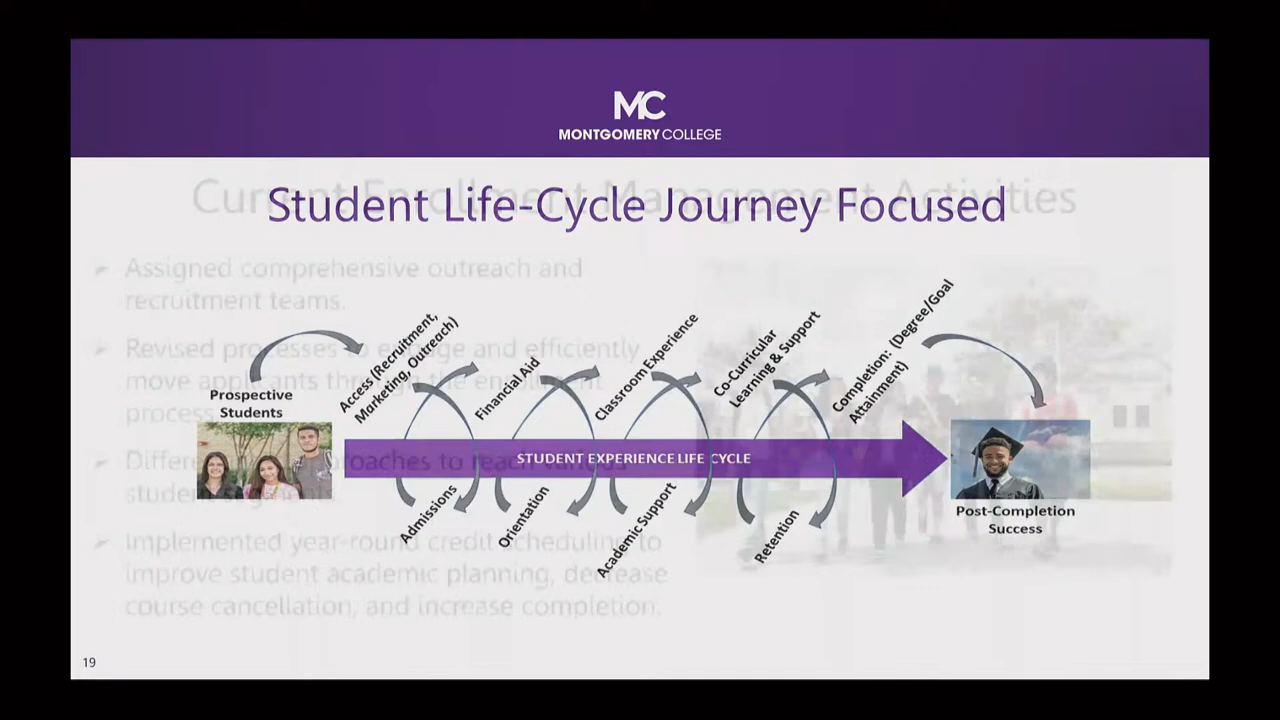 MC
MONTGOMERY COLLEGE
Current Enrollment Management Activities
Student Life-Cycle Journey Focused
Assigned comprehensive outreach and
recruitment teams.
Revised processes to engage and efficiently
move applicants through the enrollment
process.
Different approaches to reach various
student segments.
Implemented year-round credit scheduling to
improve student academic planning, decrease
course cancellation, and increase completion.
Prospective
Students
Access (Recruitment,
Marketing, Outreach)
Financial Aid
Classroom Experience
Co-Curricular
Learning & Support
Completion: (Degree/Goal
Attainment)
STUDENT EXPERIENCE LIFE CYCLE
Admissions
Orientation
Academic Support
Retention
Post-Completion
Success
19